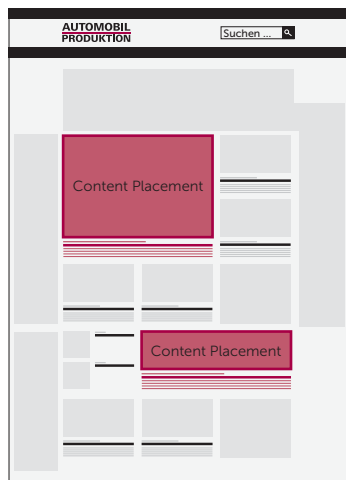 AUTOMOBIL
PRODUKTION
Suchen ...
Content Placement
Content Placement